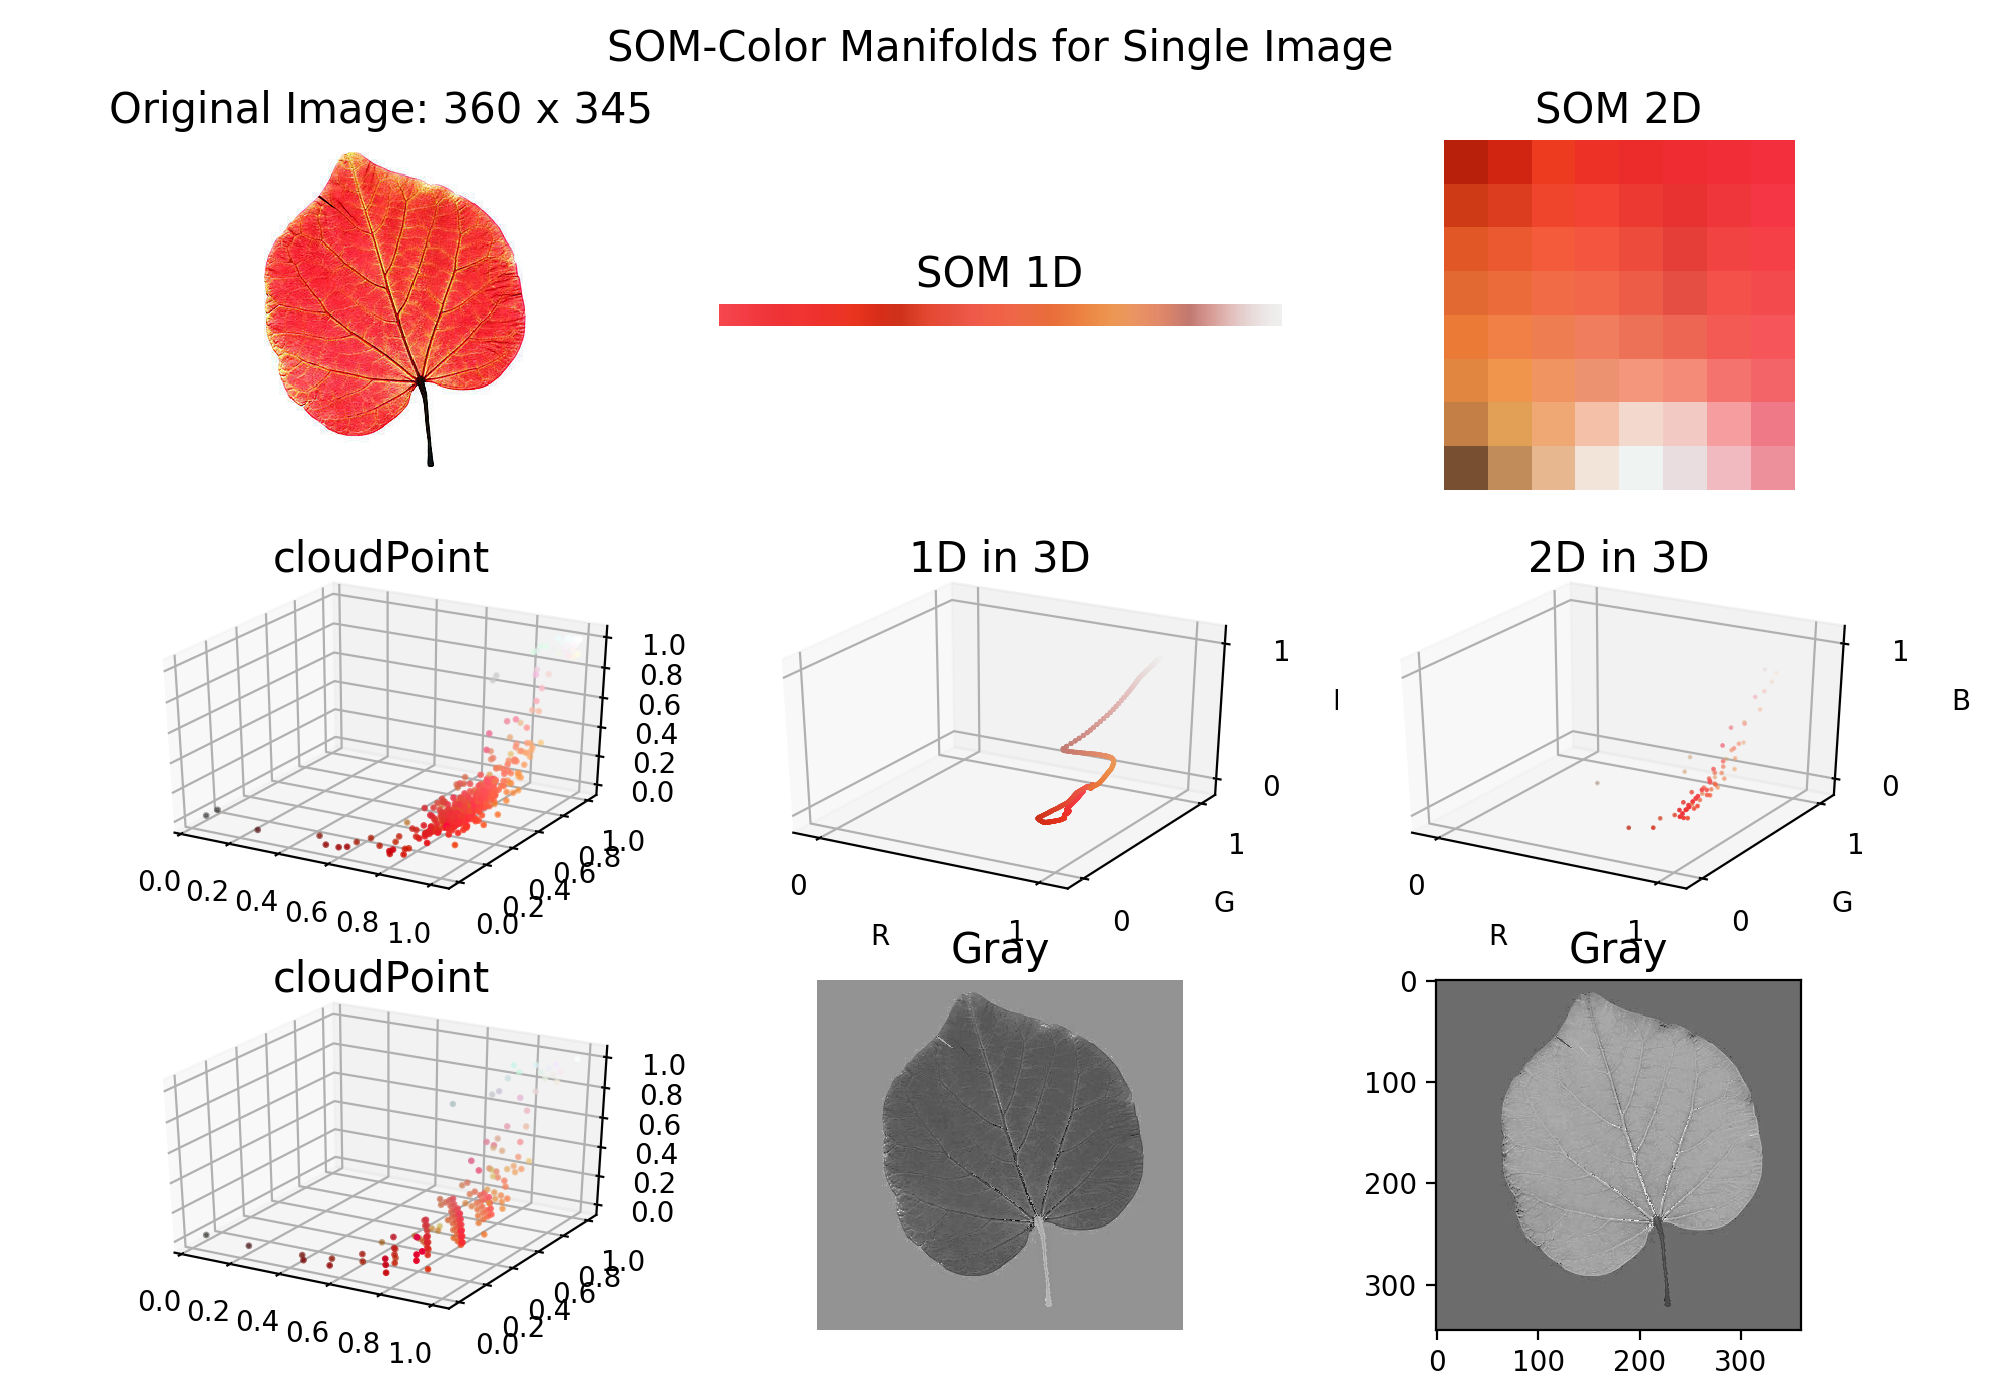 SOM-Color Manifolds for Single Image
Original Image: 360 x 345
SOM 1D
SOM 2D
cloudPoint
1.0
0.8
0.6
0.4
0.2
0.0
0.0 0.2 0.4 0.6 0.8 1.0
0.0 0.2 0.4 0.6 0.8 1.0
1D in 3D
1
0
0 1
0 1
R
G
2D in 3D
1
0
B
0 1
0 1
R
G
cloudPoint
1.0
0.8
0.6
0.4
0.2
0.0
0.0 0.2 0.4 0.6 0.8 1.0
0.0 0.2 0.4 0.6 0.8 1.0
Gray
Gray
0
100
200
300
0 100 200 300